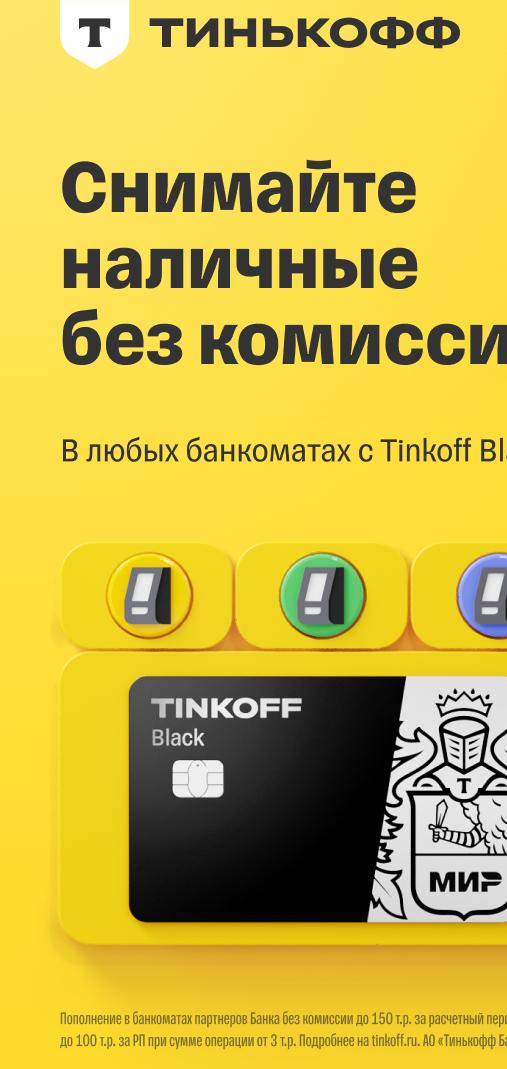 Т ТИНЬКОФФ
Снимайте
наличные
без комисси
В любых банкоматах с Tinkoff Bl
TINKOFF
Black
Т
МИР
Пополнение в банкоматах партнеров Банка без комиссии до 150 т.р. за расчетный пери
до 100 т.р. за РП при сумме операции от 3 т.р. Подробнее на tinkoff.ru. АО «Тинькофф Ба